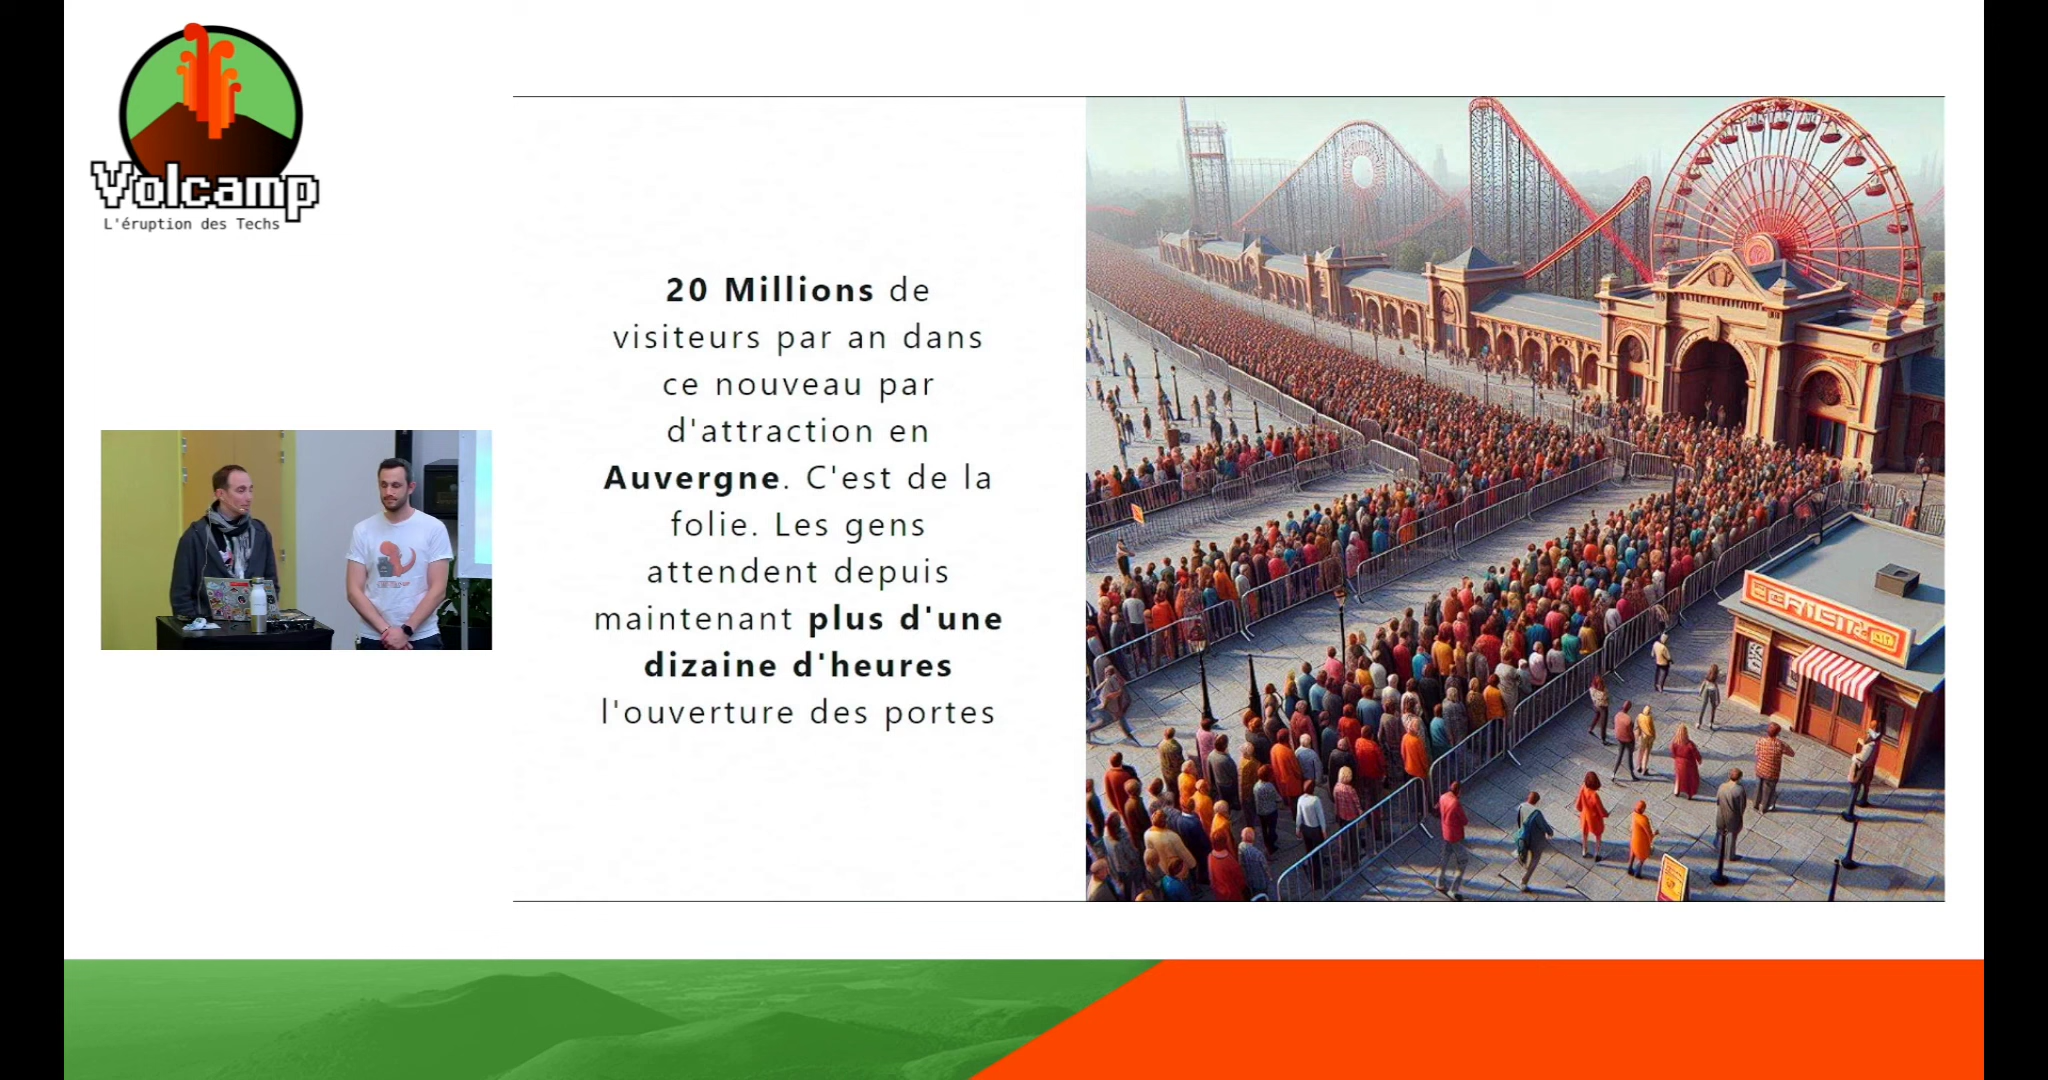 Volcamp
L'éruption des Techs
20 Millions de
visiteurs par an dans
ce nouveau par
d'attraction en
Auvergne. C'est de la
folie. Les gens
attendent depuis
maintenant plus d'une
dizaine d'heures
l'ouverture des portes